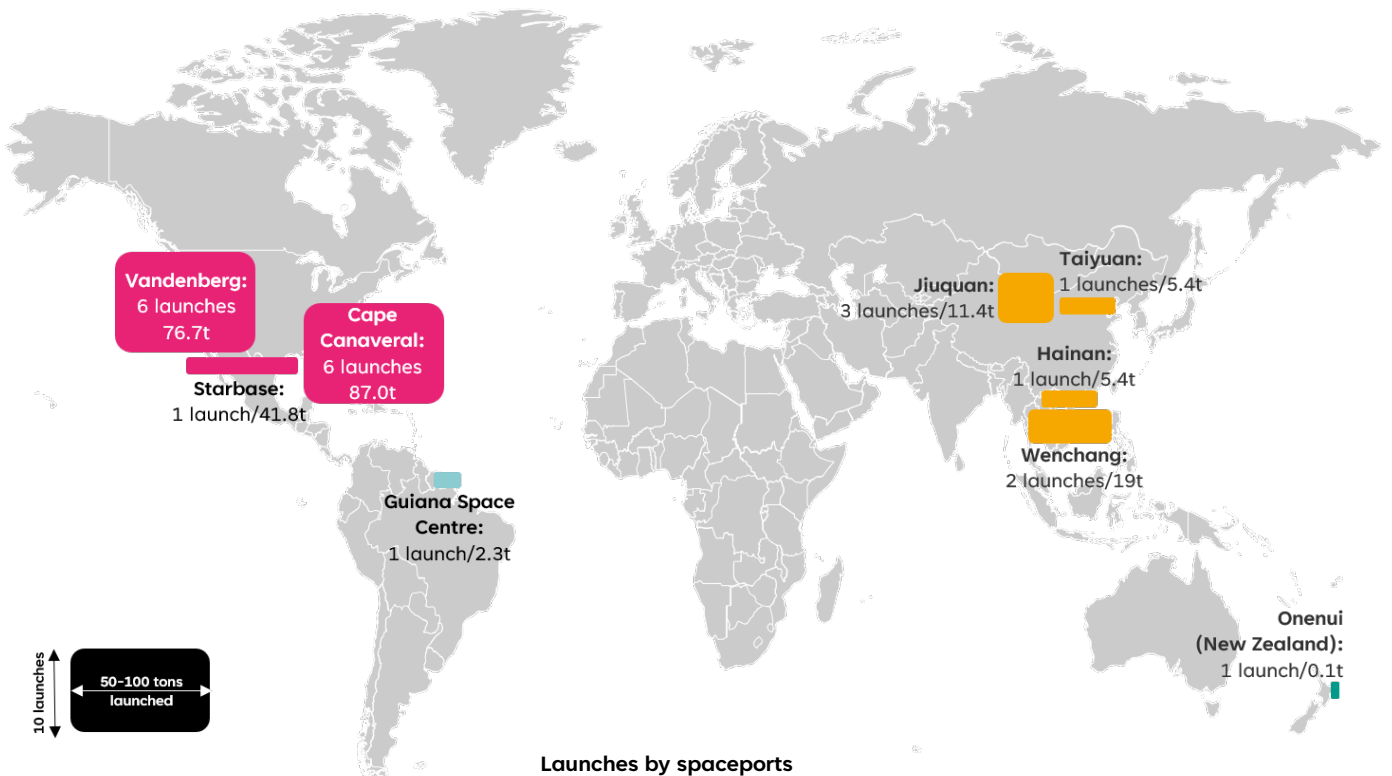 Vandenberg:
6 launches
76.7t
Cape
Canaveral:
6 launches
87.0t
Starbase:
1 launch/41.8t
Guiana Space
Centre:
1 launch/2.3t
Taiyuan:
1 launches/5.4t
Jiuquan:
3 launches/11.4t
Hainan:
1 launch/5.4t
Wenchang:
2 launches/19t
Onenui
(New Zealand):
1 launch/0.1t
10 launches
50-100 tons
launched
Launches by spaceports